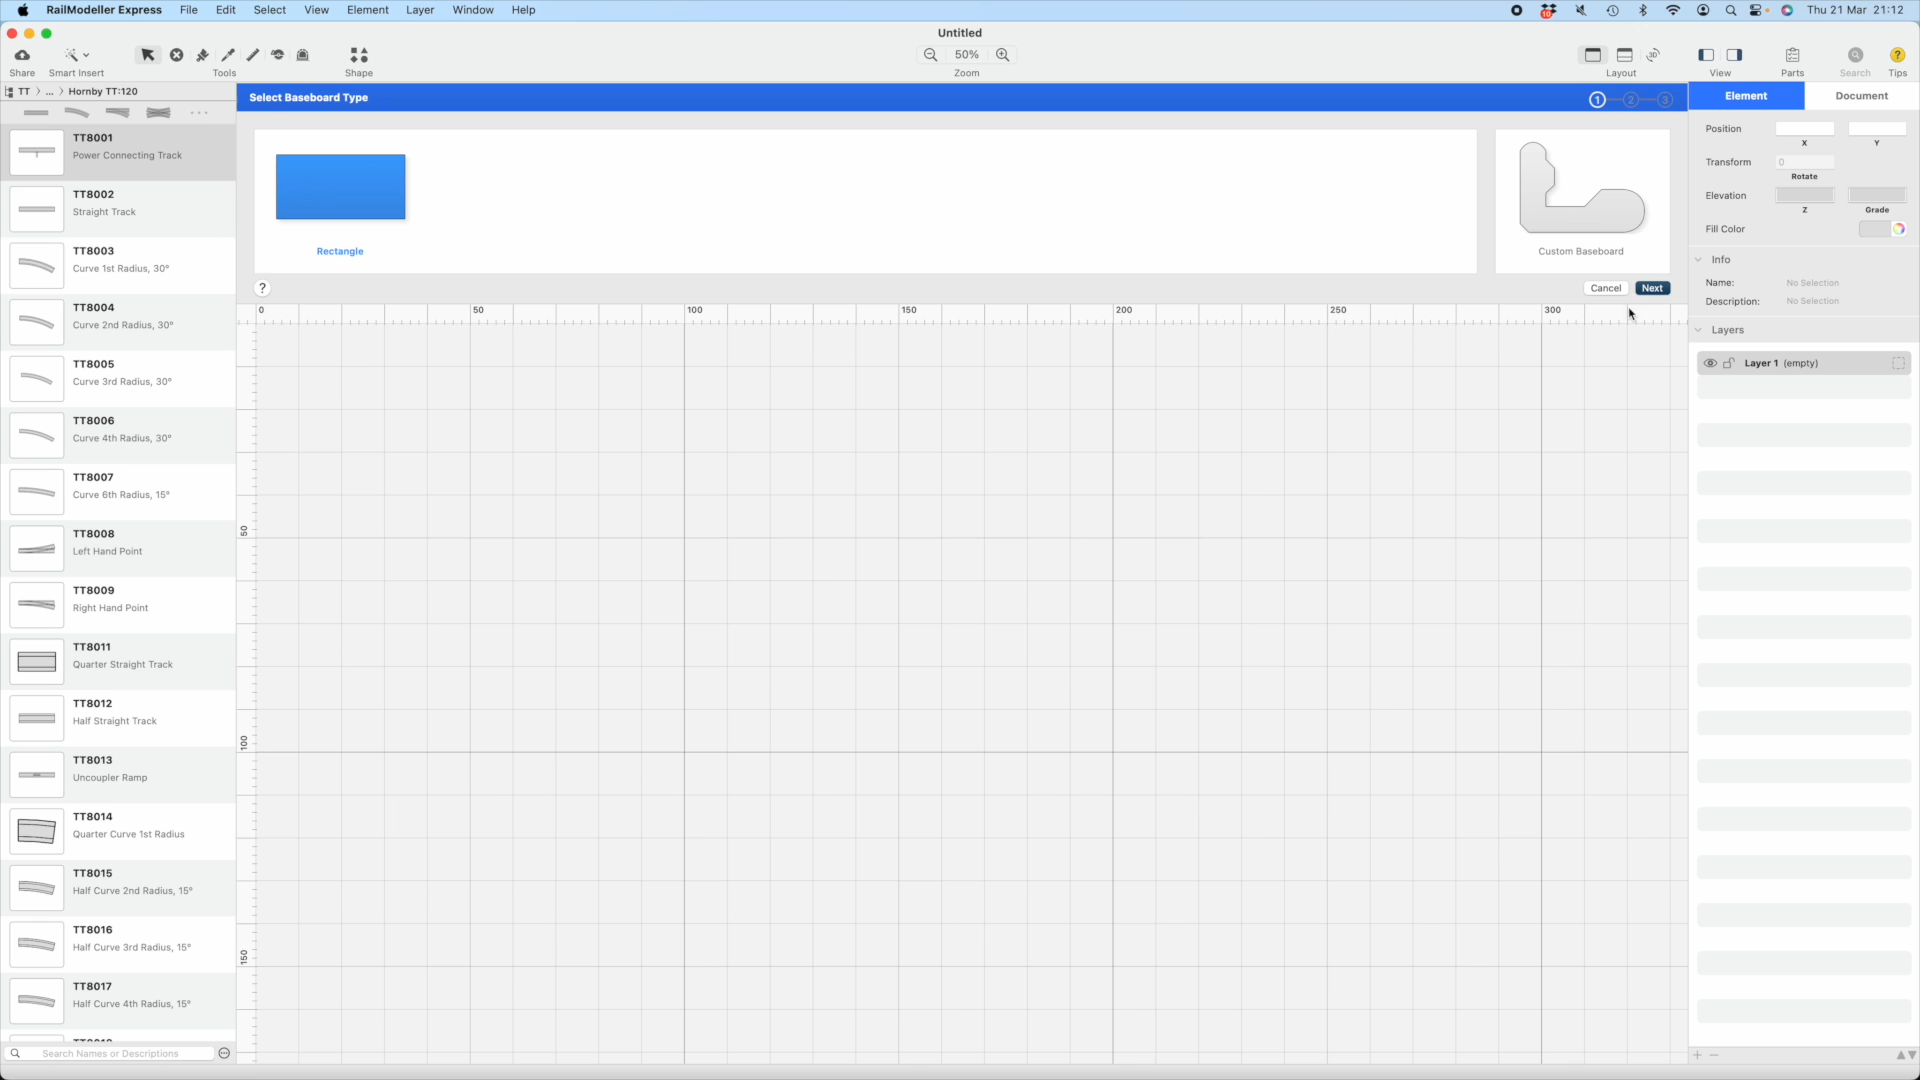 RailModeller Express File Edit Select View Element Layer Window Help
10
Thu 21 Mar 21:12
Untitled
50%
3D
?
Share Smart Insert Tools Shape Zoom Layout View Parts Search Tips
TT > ... > Hornby TT:120
Select Baseboard Type
1 2 3
Element Document
TT8001
Power Connecting Track
TT8002
Straight Track
TT8003
Curve 1st Radius, 30°
TT8004
Curve 2nd Radius, 30°
TT8005
Curve 3rd Radius, 30°
TT8006
Curve 4th Radius, 30°
TT8007
Curve 6th Radius, 15°
TT8008
Left Hand Point
TT8009
Right Hand Point
TT8011
Quarter Straight Track
TT8012
Half Straight Track
TT8013
Uncoupler Ramp
TT8014
Quarter Curve 1st Radius
TT8015
Half Curve 2nd Radius, 15°
TT8016
Half Curve 3rd Radius, 15°
TT8017
Half Curve 4th Radius, 15°
Search Names or Descriptions
Rectangle
Custom Baseboard
?
Cancel Next
0 50 100 150 200 250 300
50
100
150
Position
X Y
Transform 0
Rotate
Elevation
Z Grade
Fill Color
Info
Name: No Selection
Description: No Selection
Layers
Layer 1 (empty)